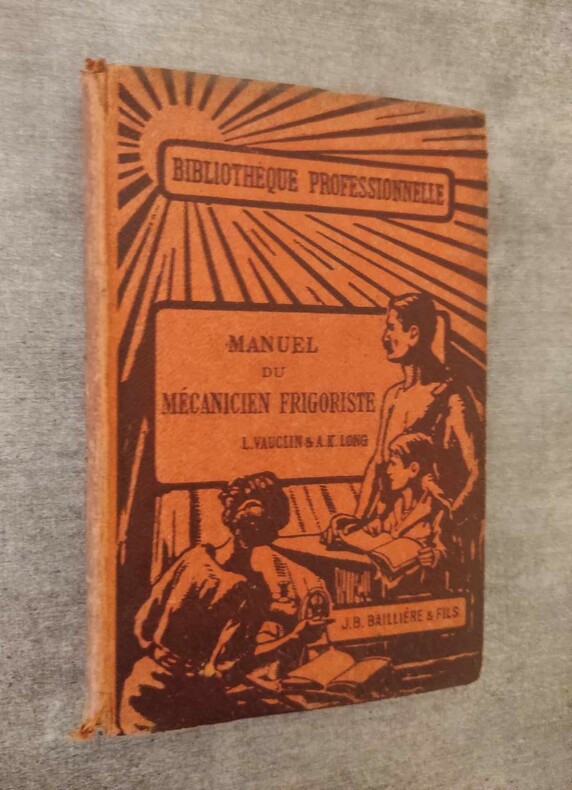 BIBLIOTHÈQUE PROFESSIONNELLE
MANUEL
DU
MÉCANICIEN FRIGORISTE
L. VAUCLIN & A.K. LONG
J.B. BAILLIÈRE & FILS